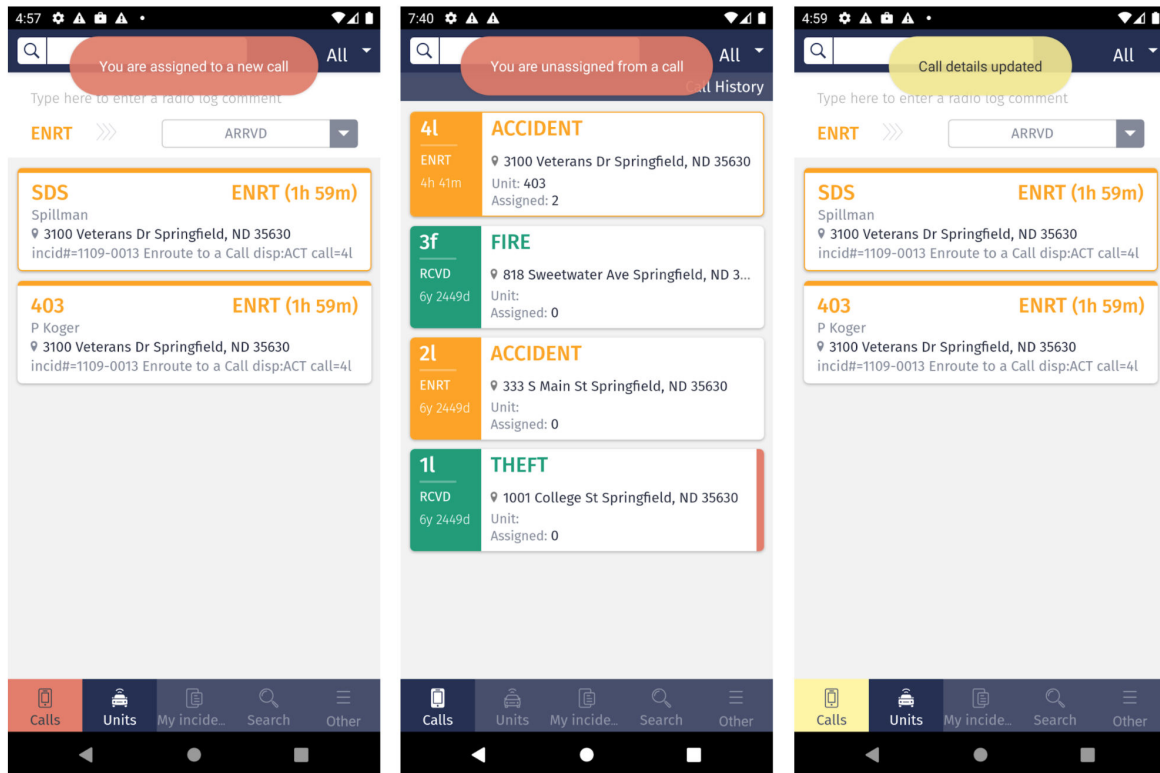 4:57
All
You are assigned to a new call
Type here to enter a radio log comment
ENRT
ARRVD
SDS ENRT (1h 59m)
Spillman
3100 Veterans Dr Springfield, ND 35630
incid#=1109-0013 Enroute to a Call disp:ACT call=4l
403 ENRT (1h 59m)
P Koger
3100 Veterans Dr Springfield, ND 35630
incid#=1109-0013 Enroute to a Call disp:ACT call=4l
Calls Units My incide... Search Other
7:40
All
You are unassigned from a call
Call History
4l ACCIDENT
ENRT 3100 Veterans Dr Springfield, ND 35630
4h 41m Unit: 403
Assigned: 2
3f FIRE
RCVD 818 Sweetwater Ave Springfield, ND 3...
6y 2449d Unit:
Assigned: 0
2l ACCIDENT
ENRT 333 S Main St Springfield, ND 35630
6y 2449d Unit:
Assigned: 0
1l THEFT
RCVD 1001 College St Springfield, ND 35630
6y 2449d Unit:
Assigned: 0
Calls Units My incide... Search Other
4:59
All
Call details updated
Type here to enter a radio log comment
ENRT
ARRVD
SDS ENRT (1h 59m)
Spillman
3100 Veterans Dr Springfield, ND 35630
incid#=1109-0013 Enroute to a Call disp:ACT call=4l
403 ENRT (1h 59m)
P Koger
3100 Veterans Dr Springfield, ND 35630
incid#=1109-0013 Enroute to a Call disp:ACT call=4l
Calls Units My incide... Search Other